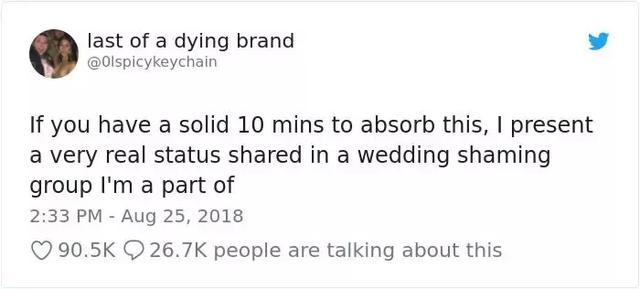 last of a dying brand
@0lspicykeychain
If you have a solid 10 mins to absorb this, I present
a very real status shared in a wedding shaming
group I'm a part of
2:33 PM - Aug 25, 2018
90.5K 26.7K people are talking about this